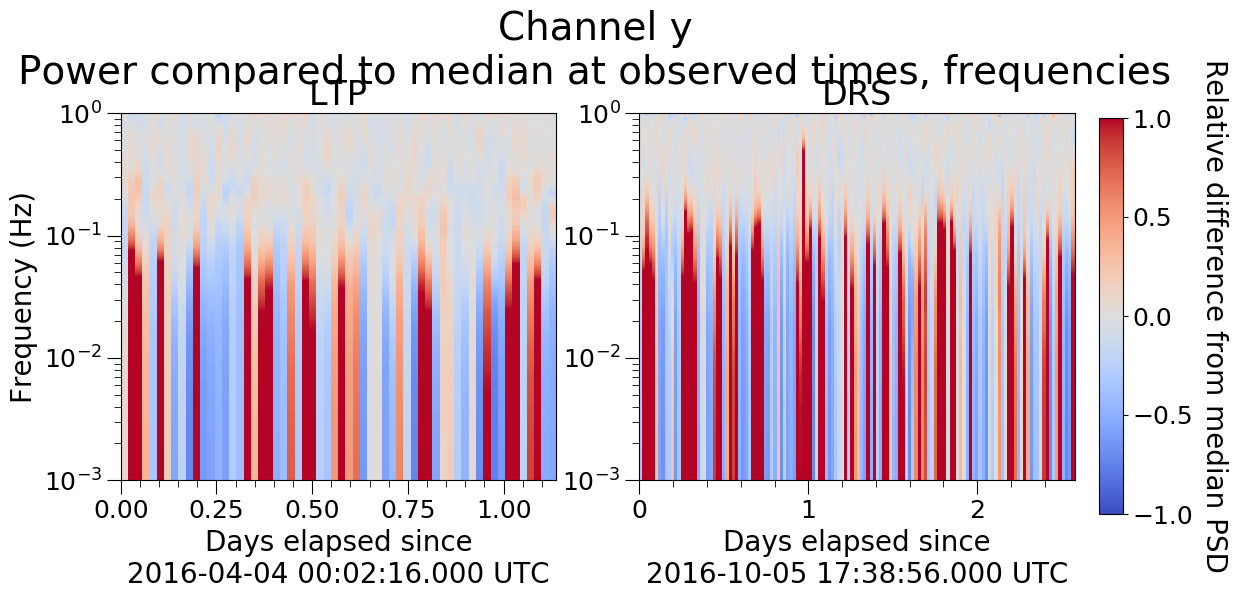 Channel y
Power compared to median at observed times, frequencies
LTP
DRS
Frequency (Hz)
10⁰
10⁻¹
10⁻²
10⁻³
0.00 0.25 0.50 0.75 1.00
Days elapsed since
2016-04-04 00:02:16.000 UTC
10⁰
10⁻¹
10⁻²
10⁻³
0 1 2
Days elapsed since
2016-10-05 17:38:56.000 UTC
1.0
0.5
0.0
−0.5
−1.0
Relative difference from median PSD